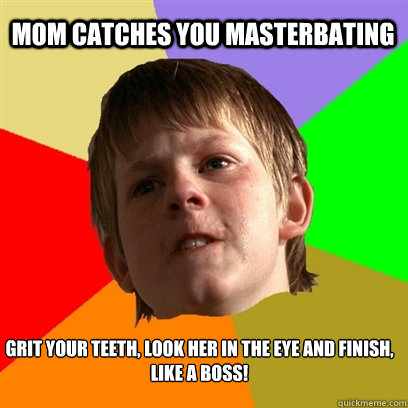 MOM CATCHES YOU MASTERBATING
GRIT YOUR TEETH, LOOK HER IN THE EYE AND FINISH,
LIKE A BOSS!
quickmeme.com